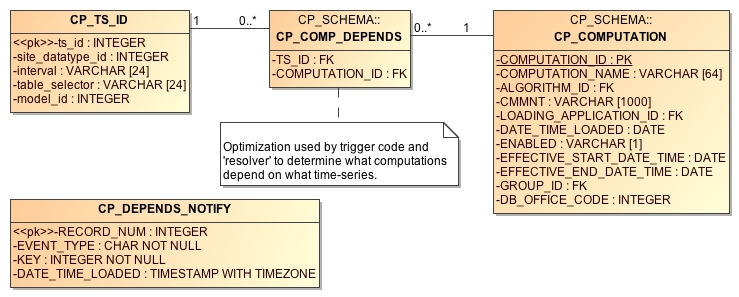 CP_TS_ID
<<pk>>-ts_id : INTEGER
-site_datatype_id : INTEGER
-interval : VARCHAR [24]
-table_selector : VARCHAR [24]
-model_id : INTEGER
1
0..*
CP_SCHEMA::
CP_COMP_DEPENDS
-TS_ID : FK
-COMPUTATION_ID : FK
0..*
1
CP_SCHEMA::
CP_COMPUTATION
-COMPUTATION_ID : PK
-COMPUTATION_NAME : VARCHAR [64]
-ALGORITHM_ID : FK
-CMMNT : VARCHAR [1000]
-LOADING_APPLICATION_ID : FK
-DATE_TIME_LOADED : DATE
-ENABLED : VARCHAR [1]
-EFFECTIVE_START_DATE_TIME : DATE
-EFFECTIVE_END_DATE_TIME : DATE
-GROUP_ID : FK
-DB_OFFICE_CODE : INTEGER
Optimization used by trigger code and
'resolver' to determine what computations
depend on what time-series.
CP_DEPENDS_NOTIFY
<<pk>>-RECORD_NUM : INTEGER
-EVENT_TYPE : CHAR NOT NULL
-KEY : INTEGER NOT NULL
-DATE_TIME_LOADED : TIMESTAMP WITH TIMEZONE